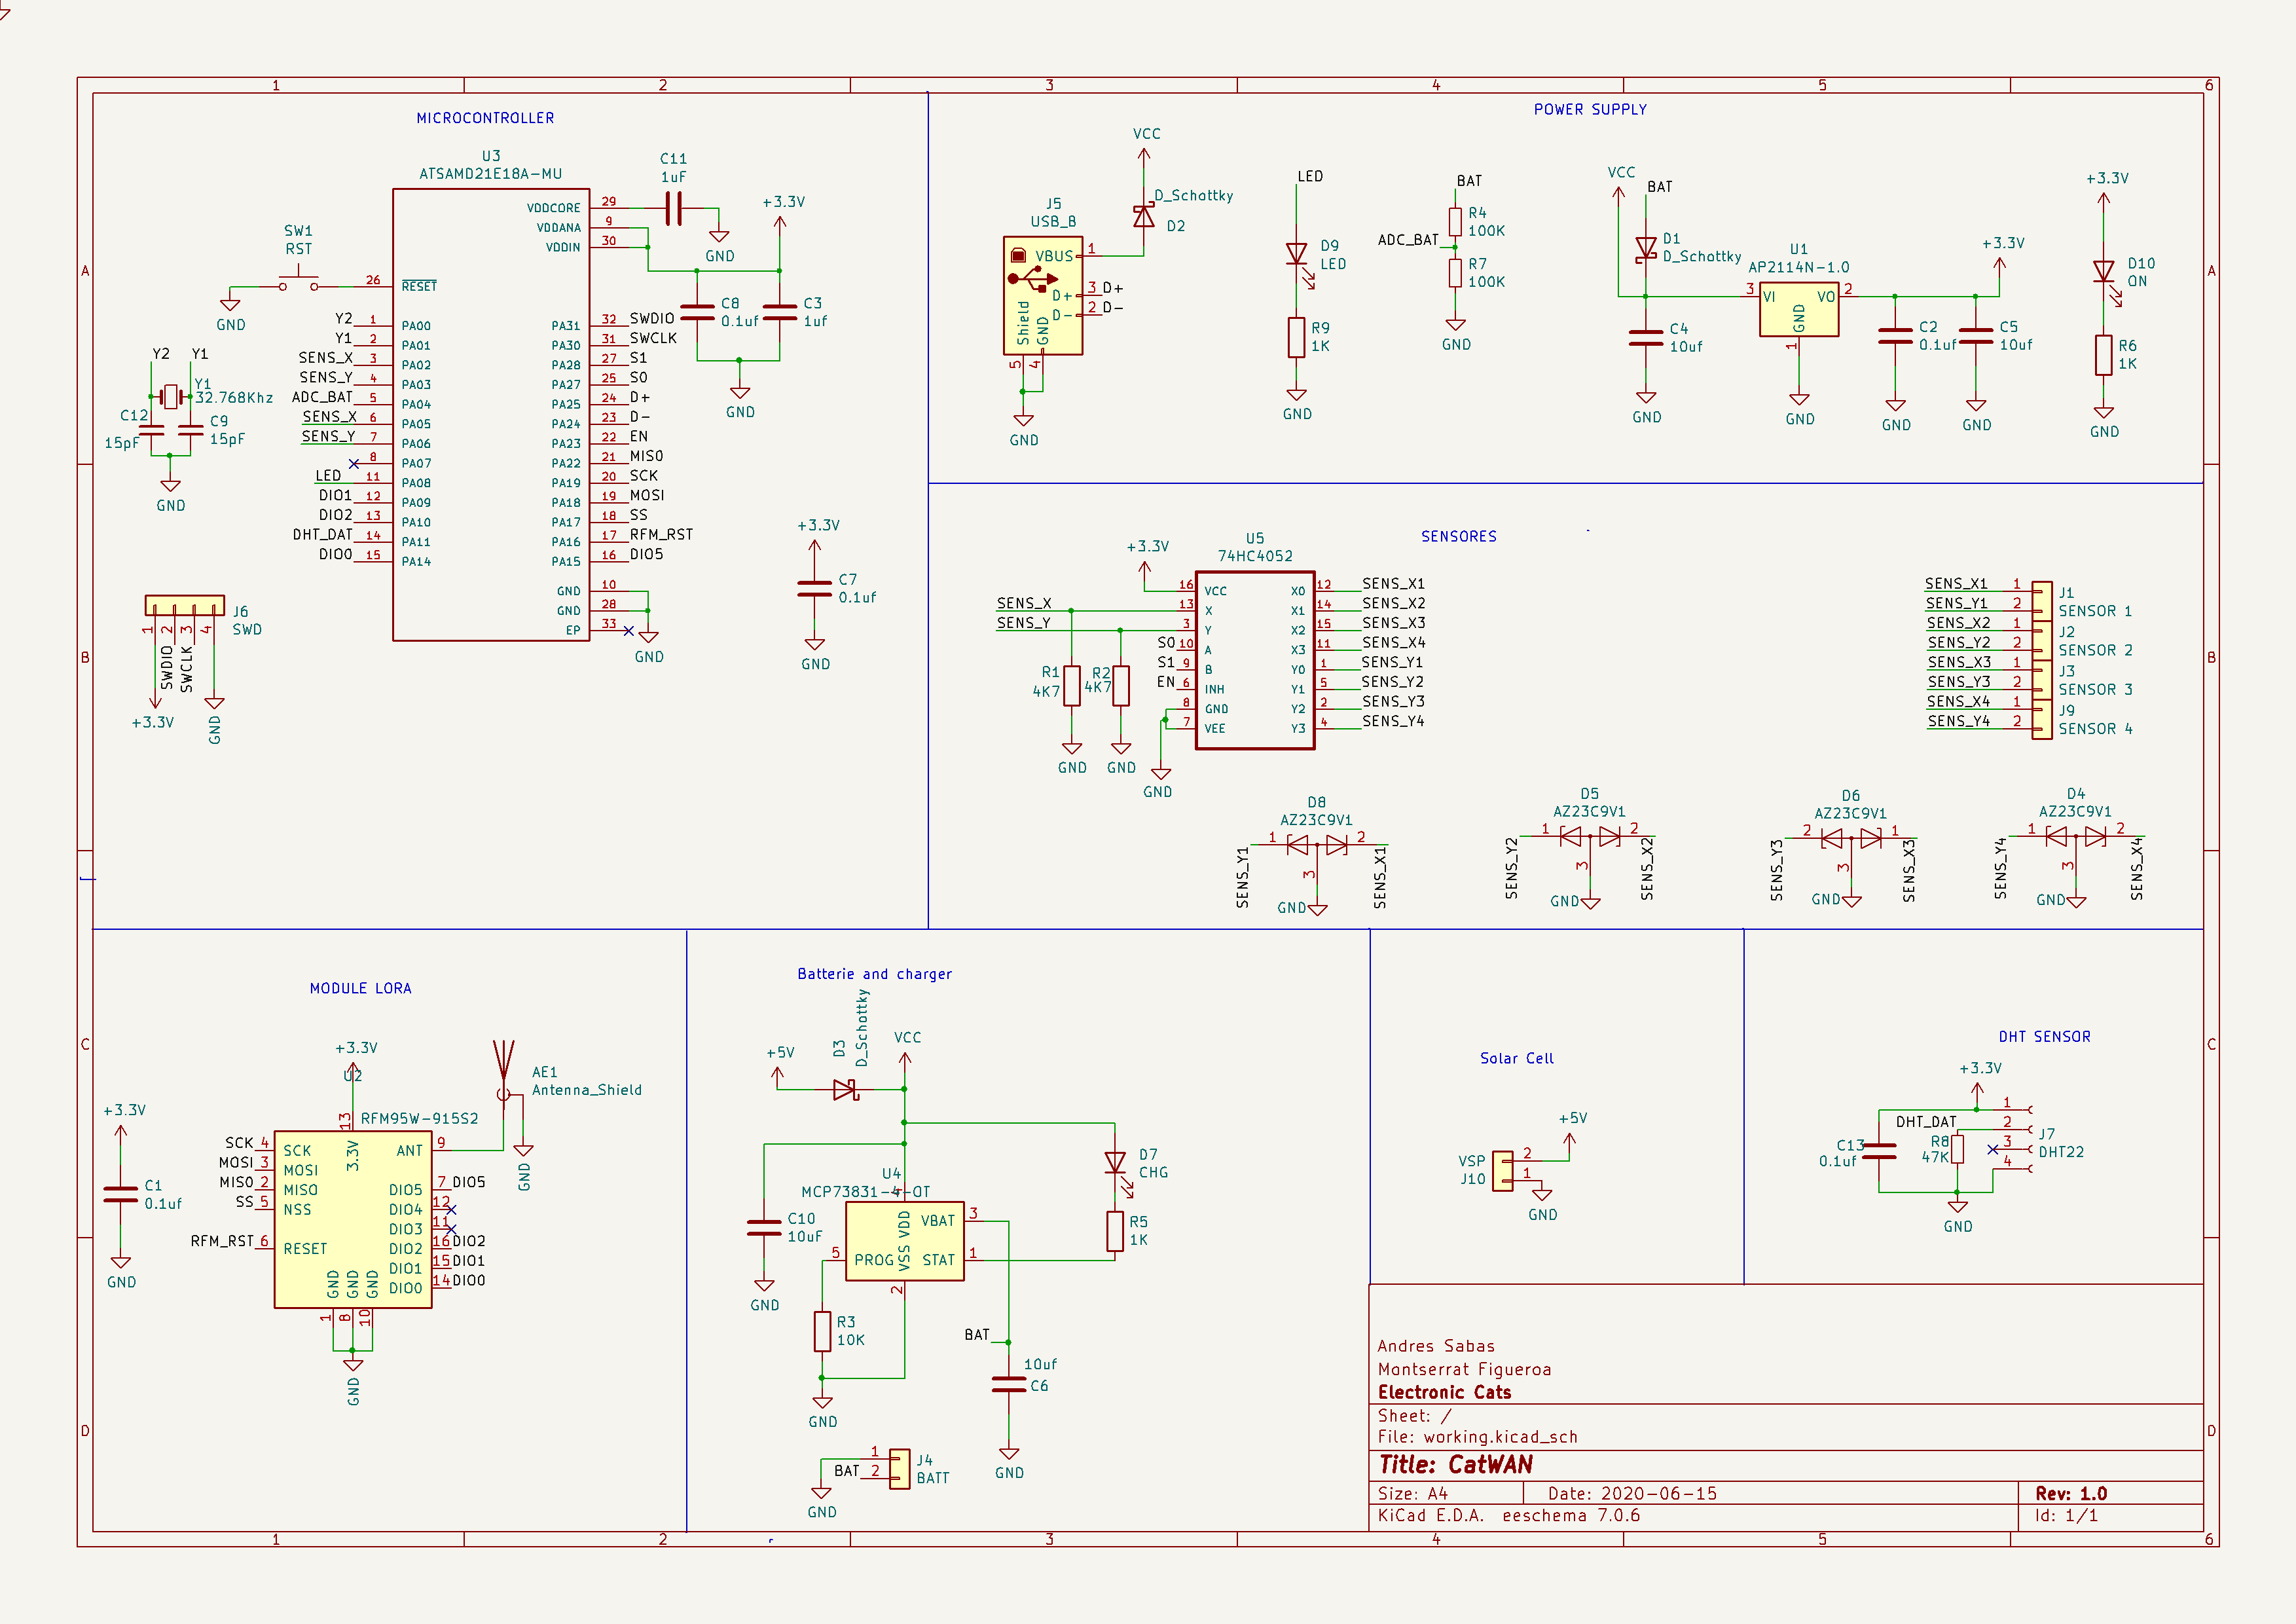 1 2 3 4 5 6
A
B
C
D
MICROCONTROLLER
U3
ATSAMD21E18A-MU
C11
1uF
GND
+3.3V
SW1
RST
GND
VDDCORE 29
VDDANA 9
VDDIN 30
26 RESET
Y2 1 PA00
Y1 2 PA01
SENS_X 3 PA02
SENS_Y 4 PA03
ADC_BAT 5 PA04
SENS_X 6 PA05
SENS_Y 7 PA06
8 PA07
LED 11 PA08
DIO1 12 PA09
DIO2 13 PA10
DHT_DAT 14 PA11
DIO0 15 PA14
PA31 32 SWDIO
PA30 31 SWCLK
PA28 27 S1
PA27 25 S0
PA25 24 D+
PA24 23 D-
PA23 22 EN
PA22 21 MISO
PA19 20 SCK
PA18 19 MOSI
PA17 18 SS
PA16 17 RFM_RST
PA15 16 DIO5
GND 10
GND 28
EP 33
GND
C8
0.1uf
C3
1uf
GND
Y2 Y1
Y1
32.768Khz
C12
15pF
C9
15pF
GND
+3.3V
C7
0.1uf
GND
J6
SWD
1 2 3 4
SWDIO
SWCLK
+3.3V
GND
POWER SUPPLY
VCC
D_Schottky
D2
J5
USB_B
VBUS 1
D+ 3 D+
D- 2 D-
Shield
GND
5 4
GND
LED
D9
LED
R9
1K
GND
BAT
R4
100K
ADC_BAT
R7
100K
GND
VCC
BAT
D1
D_Schottky
C4
10uf
GND
U1
AP2114N-1.0
3 VI VO 2
GND
1
GND
+3.3V
C2
0.1uf
C5
10uf
GND GND
+3.3V
D10
ON
R6
1K
GND
SENSORES
+3.3V
U5
74HC4052
16 VCC
SENS_X 13 X
SENS_Y 3 Y
S0 10 A
S1 9 B
EN 6 INH
8 GND
7 VEE
X0 12 SENS_X1
X1 14 SENS_X2
X2 15 SENS_X3
X3 11 SENS_X4
Y0 1 SENS_Y1
Y1 5 SENS_Y2
Y2 2 SENS_Y3
Y3 4 SENS_Y4
R1
4K7
R2
4K7
GND GND
GND
SENS_X1 1 J1
SENS_Y1 2 SENSOR 1
SENS_X2 1 J2
SENS_Y2 2 SENSOR 2
SENS_X3 1 J3
SENS_Y3 2 SENSOR 3
SENS_X4 1 J9
SENS_Y4 2 SENSOR 4
D8
AZ23C9V1
1 2
3
SENS_Y1
SENS_X1
GND
D5
AZ23C9V1
1 2
3
SENS_Y2
SENS_X2
GND
D6
AZ23C9V1
2 1
3
SENS_Y3
SENS_X3
GND
D4
AZ23C9V1
1 2
3
SENS_Y4
SENS_X4
GND
MODULE LORA
+3.3V
U2
13 RFM95W-915S2
AE1
Antenna_Shield
GND
+3.3V
C1
0.1uf
GND
SCK 4 SCK
MOSI 3 MOSI
MISO 2 MISO
SS 5 NSS
RFM_RST 6 RESET
3.3V
ANT 9
DIO5 7 DIO5
DIO4 12
DIO3 11
DIO2 16 DIO2
DIO1 15 DIO1
DIO0 14 DIO0
GND GND GND
1 8 10
GND
Batterie and charger
+5V
D3
D_Schottky
VCC
D7
CHG
R5
1K
C10
10uF
GND
U4
MCP73831-4-OT
4
VDD
VBAT 3
5 PROG
VSS
STAT 1
2
R3
10K
GND
BAT
10uf
C6
GND
1 J4
BAT 2 BATT
GND
Solar Cell
+5V
VSP 2
J10 1
GND
DHT SENSOR
+3.3V
C13
0.1uf
DHT_DAT
R8
47K
1
2
3
4
J7
DHT22
GND
Andres Sabas
Montserrat Figueroa
Electronic Cats
Sheet: /
File: working.kicad_sch
Title: CatWAN
Size: A4 Date: 2020-06-15 Rev: 1.0
KiCad E.D.A. eeschema 7.0.6 Id: 1/1
A
B
C
D
1 2 3 4 5 6